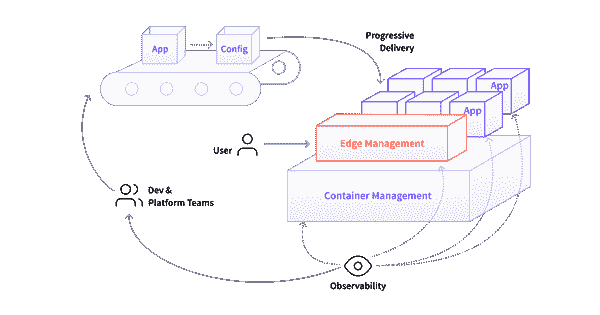 Progressive
Delivery
App
Config
App
App
User
Edge Management
Dev &
Platform Teams
Container Management
Observability